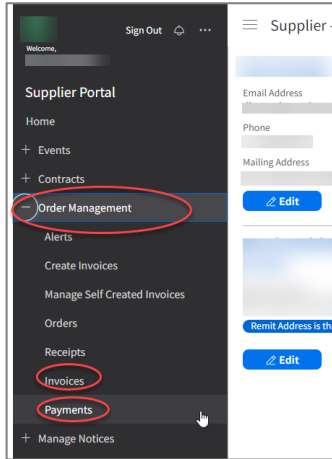 Sign Out
Supplier
Welcome,
Supplier Portal
Home
Events
Contracts
Order Management
Alerts
Create Invoices
Manage Self Created Invoices
Orders
Receipts
Invoices
Payments
Manage Notices
Email Address
Phone
Mailing Address
Edit
Remit Address is the
Edit